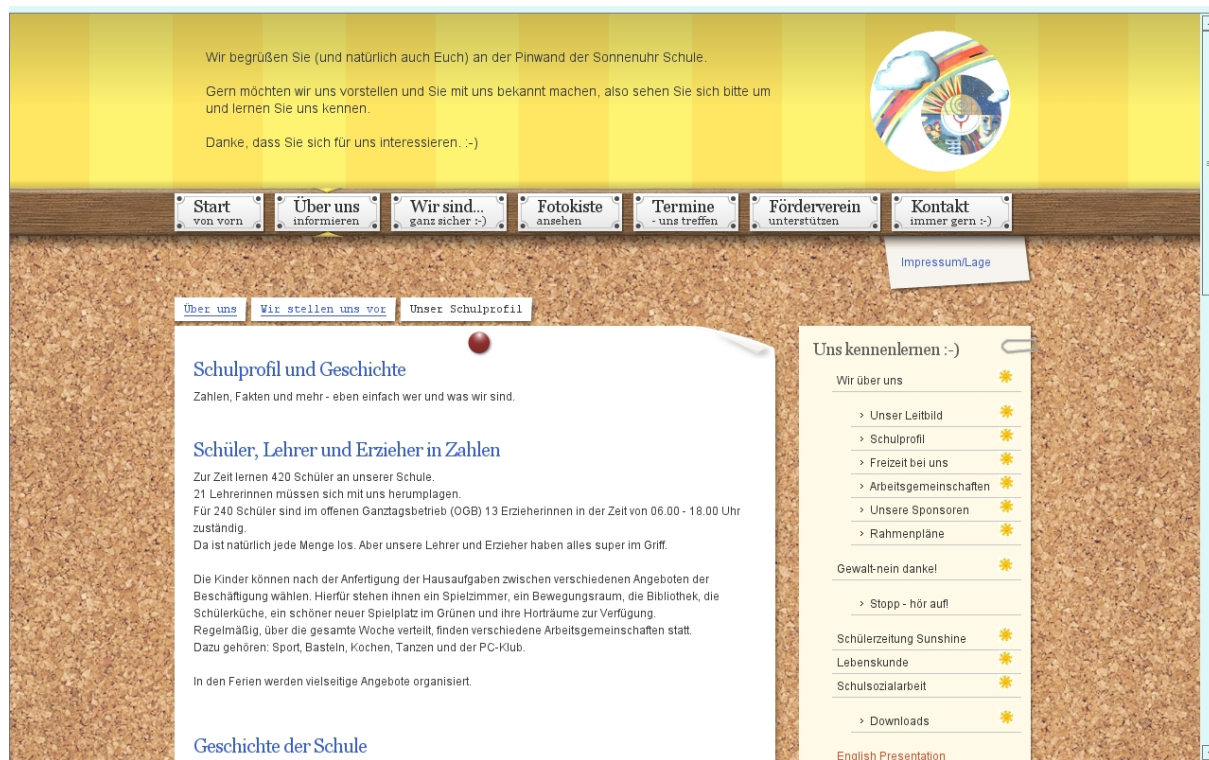 Wir begrüßen Sie (und natürlich auch Euch) an der Pinwand der Sonnenuhr Schule.
Gern möchten wir uns vorstellen und Sie mit uns bekannt machen, also sehen Sie sich bitte um
und lernen Sie uns kennen.
Danke, dass Sie sich für uns interessieren. :-)
Start
von vorn
Über uns
informieren
Wir sind...
ganz sicher :-)
Fotokiste
ansehen
Termine
- uns treffen
Förderverein
unterstützen
Kontakt
immer gern :-)
Impressum/Lage
Über uns
Wir stellen uns vor
Unser Schulprofil
Schulprofil und Geschichte
Zahlen, Fakten und mehr - eben einfach wer und was wir sind.
Schüler, Lehrer und Erzieher in Zahlen
Zur Zeit lernen 420 Schüler an unserer Schule.
21 Lehrerinnen müssen sich mit uns herumplagen.
Für 240 Schüler sind im offenen Ganztagsbetrieb (OGB) 13 Erzieherinnen in der Zeit von 06.00 - 18.00 Uhr
zuständig.
Da ist natürlich jede Menge los. Aber unsere Lehrer und Erzieher haben alles super im Griff.
Die Kinder können nach der Anfertigung der Hausaufgaben zwischen verschiedenen Angeboten der
Beschäftigung wählen. Hierfür stehen ihnen ein Spielzimmer, ein Bewegungsraum, die Bibliothek, die
Schülerküche, ein schöner neuer Spielplatz im Grünen und ihre Horträume zur Verfügung.
Regelmäßig, über die gesamte Woche verteilt, finden verschiedene Arbeitsgemeinschaften statt.
Dazu gehören: Sport, Basteln, Kochen, Tanzen und der PC-Klub.
In den Ferien werden vielseitige Angebote organisiert.
Geschichte der Schule
Uns kennenlernen :-)
Wir über uns
› Unser Leitbild
› Schulprofil
› Freizeit bei uns
› Arbeitsgemeinschaften
› Unsere Sponsoren
› Rahmenpläne
Gewalt-nein danke!
› Stopp - hör auf!
Schülerzeitung Sunshine
Lebenskunde
Schulsozialarbeit
› Downloads
English Presentation